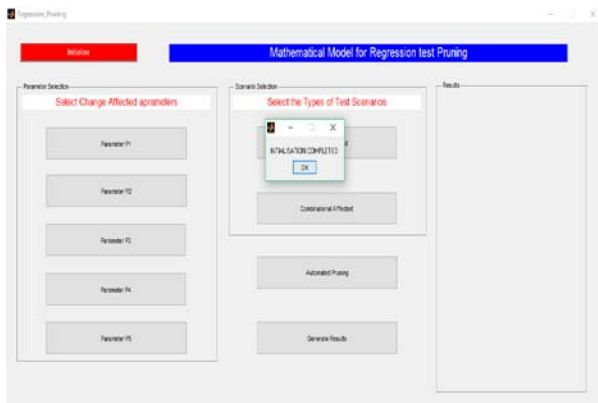 Regression_Pruning
Initialise
Mathematical Model for Regression test Pruning
Parameter Selection
Select Change Affected aprameters
Parameter P1
Parameter P2
Parameter P3
Parameter P4
Parameter P5
Scenario Selection
Select the Types of Test Scenarios
INTIALISATION COMPLETED
OK
Combinational Affected
Automated Pruning
Generate Results
Results